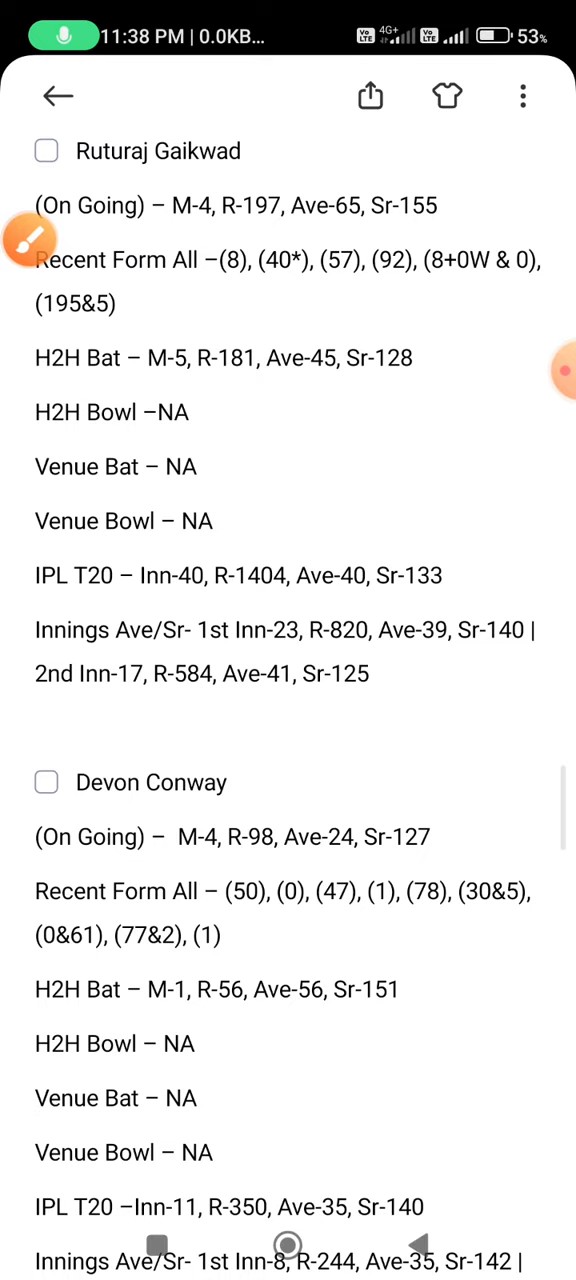 11:38 PM | 0.0KB... Vo LTE 4G+ Vo LTE 53%
Ruturaj Gaikwad
(On Going) – M-4, R-197, Ave-65, Sr-155
Recent Form All –(8), (40*), (57), (92), (8+0W & 0),
(195&5)
H2H Bat – M-5, R-181, Ave-45, Sr-128
H2H Bowl –NA
Venue Bat – NA
Venue Bowl – NA
IPL T20 – Inn-40, R-1404, Ave-40, Sr-133
Innings Ave/Sr- 1st Inn-23, R-820, Ave-39, Sr-140 |
2nd Inn-17, R-584, Ave-41, Sr-125
Devon Conway
(On Going) –  M-4, R-98, Ave-24, Sr-127
Recent Form All – (50), (0), (47), (1), (78), (30&5),
(0&61), (77&2), (1)
H2H Bat – M-1, R-56, Ave-56, Sr-151
H2H Bowl – NA
Venue Bat – NA
Venue Bowl – NA
IPL T20 –Inn-11, R-350, Ave-35, Sr-140
Innings Ave/Sr- 1st Inn-8, R-244, Ave-35, Sr-142 |